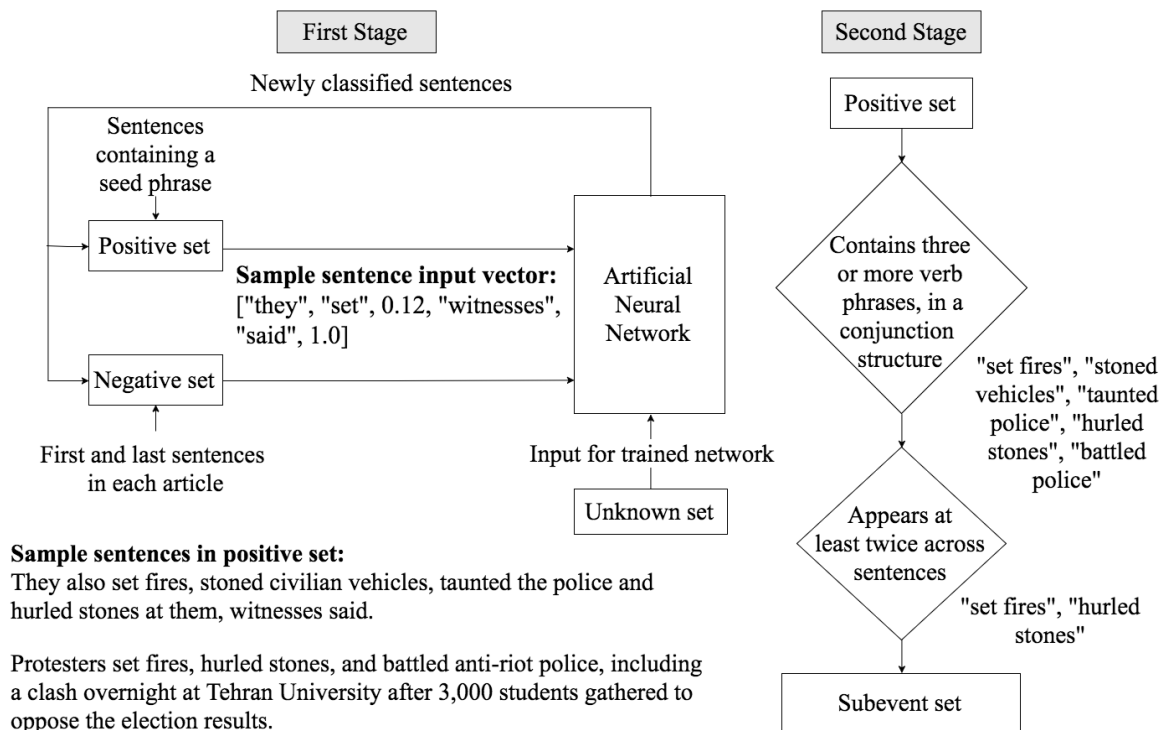 First Stage
Newly classified sentences
Sentences
containing a
seed phrase
Positive set
Sample sentence input vector:
["they", "set", 0.12, "witnesses",
"said", 1.0]
Artificial
Neural
Network
Negative set
First and last sentences
in each article
Input for trained network
Unknown set
Sample sentences in positive set:
They also set fires, stoned civilian vehicles, taunted the police and
hurled stones at them, witnesses said.
Protesters set fires, hurled stones, and battled anti-riot police, including
a clash overnight at Tehran University after 3,000 students gathered to
oppose the election results.
Second Stage
Positive set
Contains three
or more verb
phrases, in a
conjunction
structure
"set fires", "stoned
vehicles", "taunted
police", "hurled
stones", "battled
police"
Appears at
least twice across
sentences
"set fires", "hurled
stones"
Subevent set